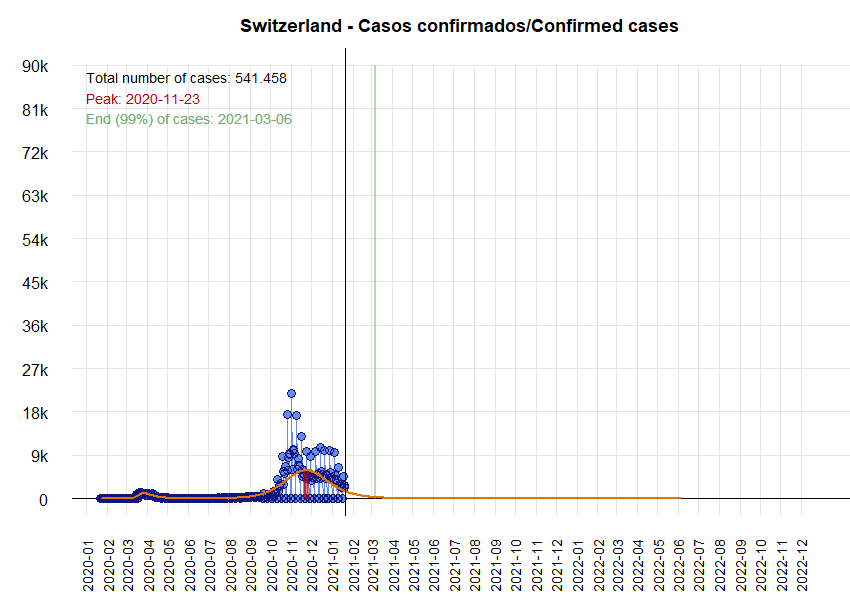 Switzerland - Casos confirmados/Confirmed cases
90k
Total number of cases: 541.458
Peak: 2020-11-23
81k
End (99%) of cases: 2021-03-06
72k
63k
54k
45k
36k
27k
18k
9k
0
2020-01
2020-02
2020-03
2020-04
2020-05
2020-06
2020-07
2020-08
2020-09
2020-10
2020-11
2020-12
2021-01
2021-02
2021-03
2021-04
2021-05
2021-06
2021-07
2021-08
2021-09
2021-10
2021-11
2021-12
2022-01
2022-02
2022-03
2022-04
2022-05
2022-06
2022-07
2022-08
2022-09
2022-10
2022-11
2022-12